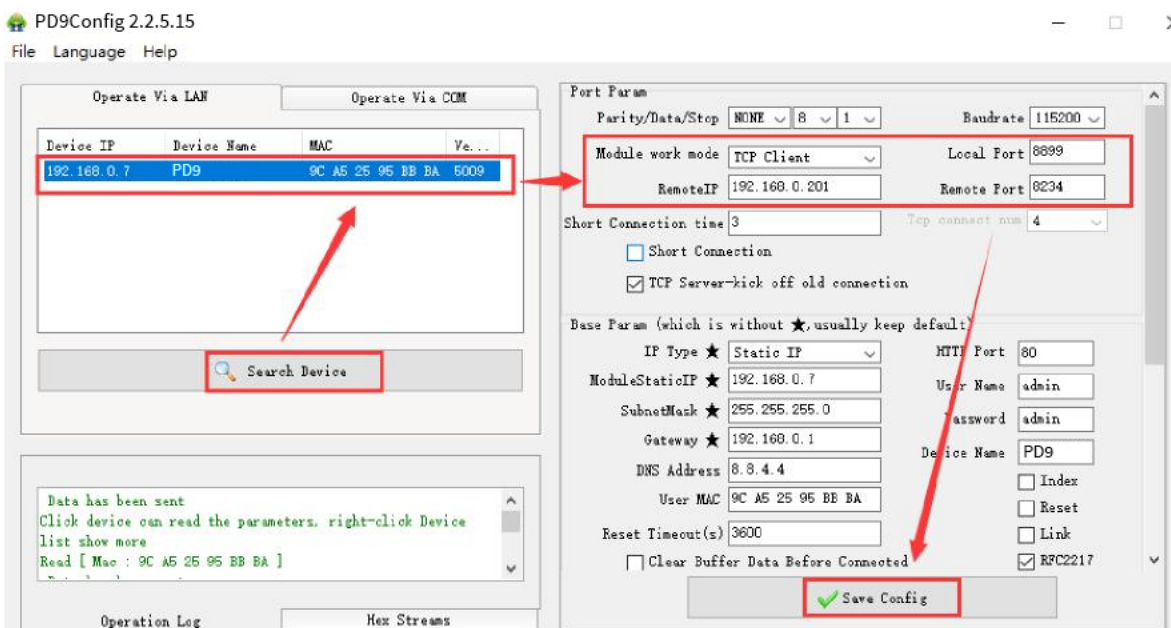 PD9Config 2.2.5.15
File Language Help
Operate Via LAN Operate Via COM
Device IP Device Name MAC Ve...
192.168.0.7 PD9 9C A5 25 95 BB BA 5009
Search Device
Data has been sent
Click device can read the parameters. right-click Device
list show more
Read [ Mac : 9C A5 25 95 BB BA ]
Operation Log Hex Streams
Port Param
Parity/Data/Stop NONE 8 1 Baudrate 115200
Module work mode TCP Client Local Port 8899
RemoteIP 192.168.0.201 Remote Port 8234
Short Connection time 3 Tcp connect num 4
Short Connection
TCP Server-kick off old connection
Base Param (which is without ★,usually keep default)
IP Type ★ Static IP HTTP Port 80
ModuleStaticIP ★ 192.168.0.7 User Name admin
SubnetMask ★ 255.255.255.0 Password admin
Gateway ★ 192.168.0.1 Device Name PD9
DNS Address 8.8.4.4 Index
User MAC 9C A5 25 95 BB BA Reset
Reset Timeout(s) 3600 Link
Clear Buffer Data Before Connected RFC2217
Save Config